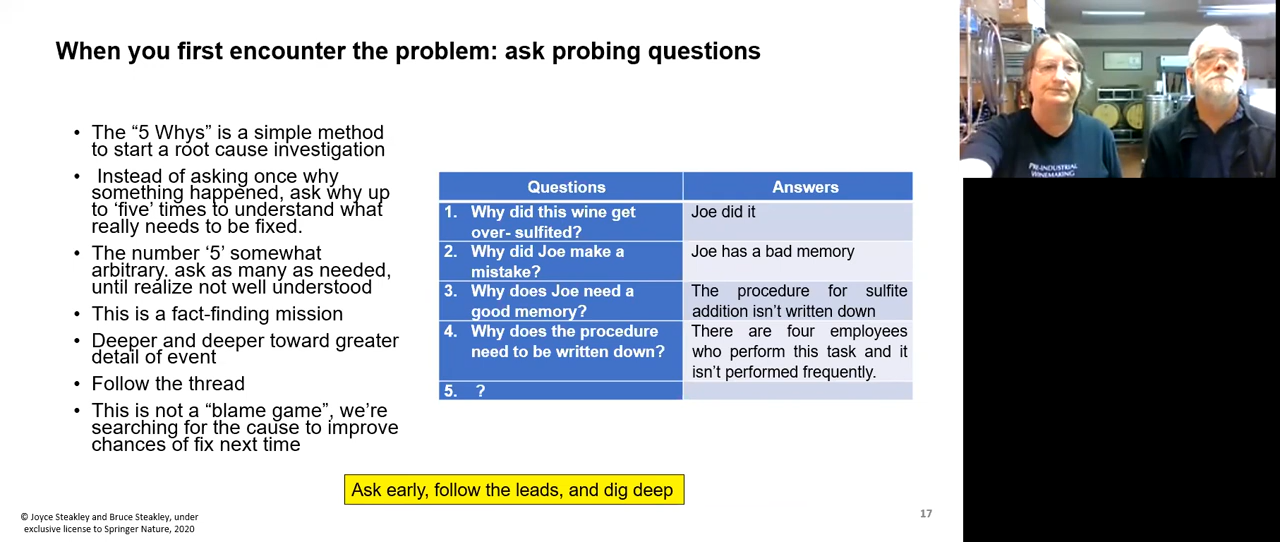 When you first encounter the problem: ask probing questions
• The “5 Whys” is a simple method
to start a root cause investigation
• Instead of asking once why
something happened, ask why up
to ‘five’ times to understand what
really needs to be fixed.
• The number ‘5’ somewhat
arbitrary, ask as many as needed,
until realize not well understood
• This is a fact-finding mission
• Deeper and deeper toward greater
detail of event
• Follow the thread
• This is not a “blame game”, we’re
searching for the cause to improve
chances of fix next time
Questions Answers
1. Why did this wine get Joe did it
over- sulfited?
2. Why did Joe make a Joe has a bad memory
mistake?
3. Why does Joe need a The procedure for sulfite
good memory? addition isn’t written down
4. Why does the procedure There are four employees
need to be written down? who perform this task and it
isn’t performed frequently.
5. ?
Ask early, follow the leads, and dig deep
© Joyce Steakley and Bruce Steakley, under
exclusive license to Springer Nature, 2020
17
PRE-INDUSTRIAL
WINEMAKING